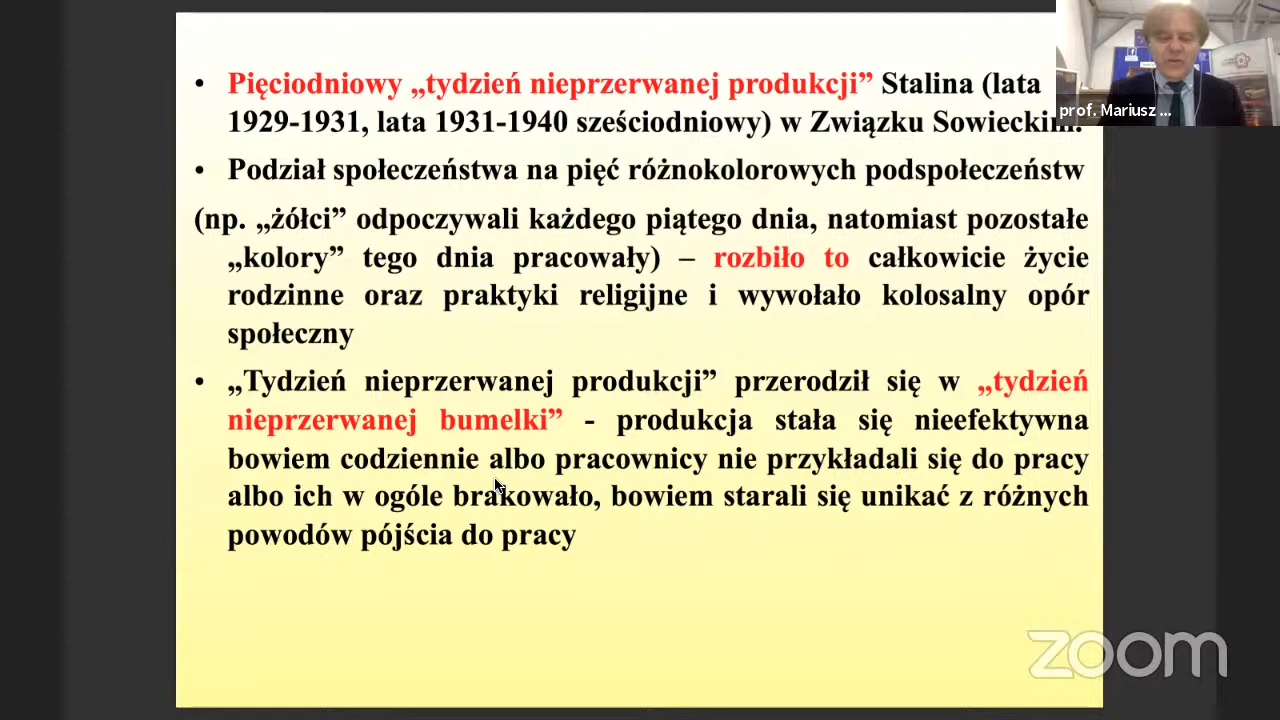 • Pięciodniowy „tydzień nieprzerwanej produkcji” Stalina (lata
1929-1931, lata 1931-1940 sześciodniowy) w Związku Sowieckim.
• Podział społeczeństwa na pięć różnokolorowych podspołeczeństw
(np. „żółci” odpoczywali każdego piątego dnia, natomiast pozostałe
„kolory” tego dnia pracowały) – rozbiło to całkowicie życie
rodzinne oraz praktyki religijne i wywołało kolosalny opór
społeczny
• „Tydzień nieprzerwanej produkcji” przerodził się w „tydzień
nieprzerwanej bumelki” - produkcja stała się nieefektywna
bowiem codziennie albo pracownicy nie przykładali się do pracy
albo ich w ogóle brakowało, bowiem starali się unikać z różnych
powodów pójścia do pracy
prof. Mariusz ...
zoom